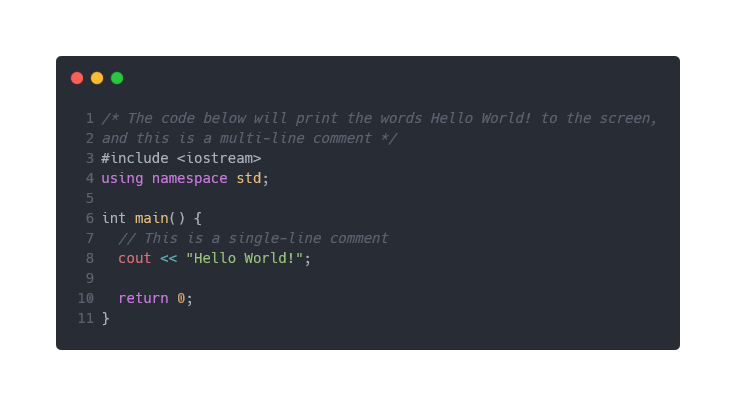 1 /* The code below will print the words Hello World! to the screen,
2 and this is a multi-line comment */
3 #include <iostream>
4 using namespace std;
5
6 int main() {
7   // This is a single-line comment
8   cout << "Hello World!";
9
10   return 0;
11 }